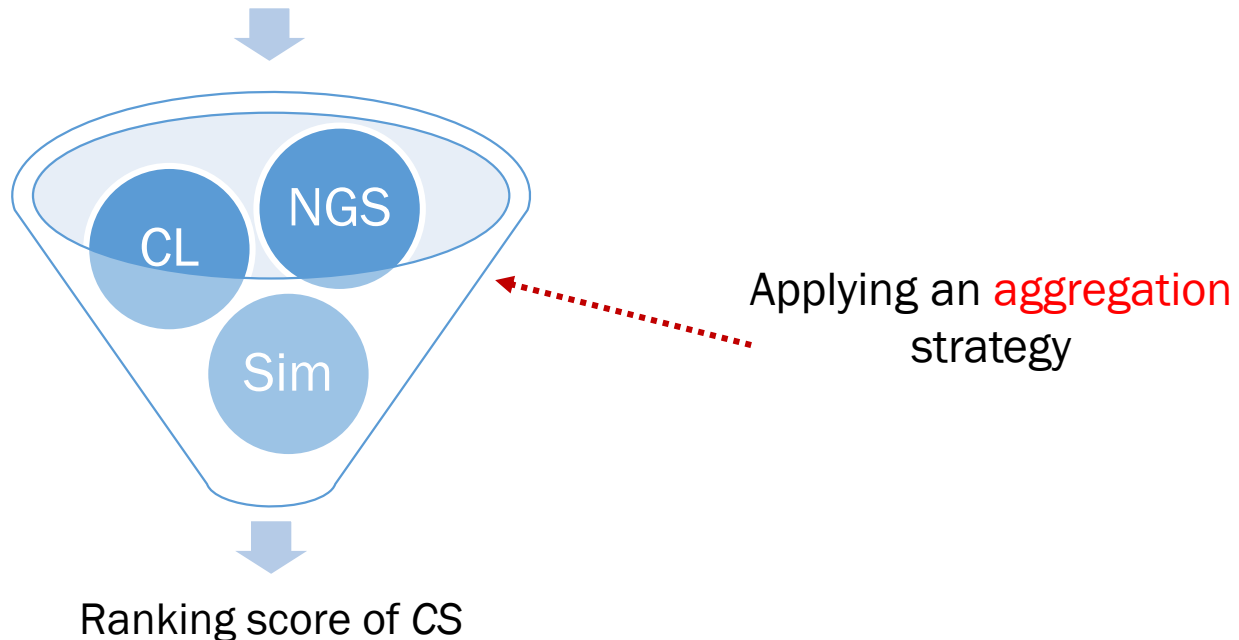 NGS
CL
Sim
Applying an aggregation
strategy
Ranking score of CS